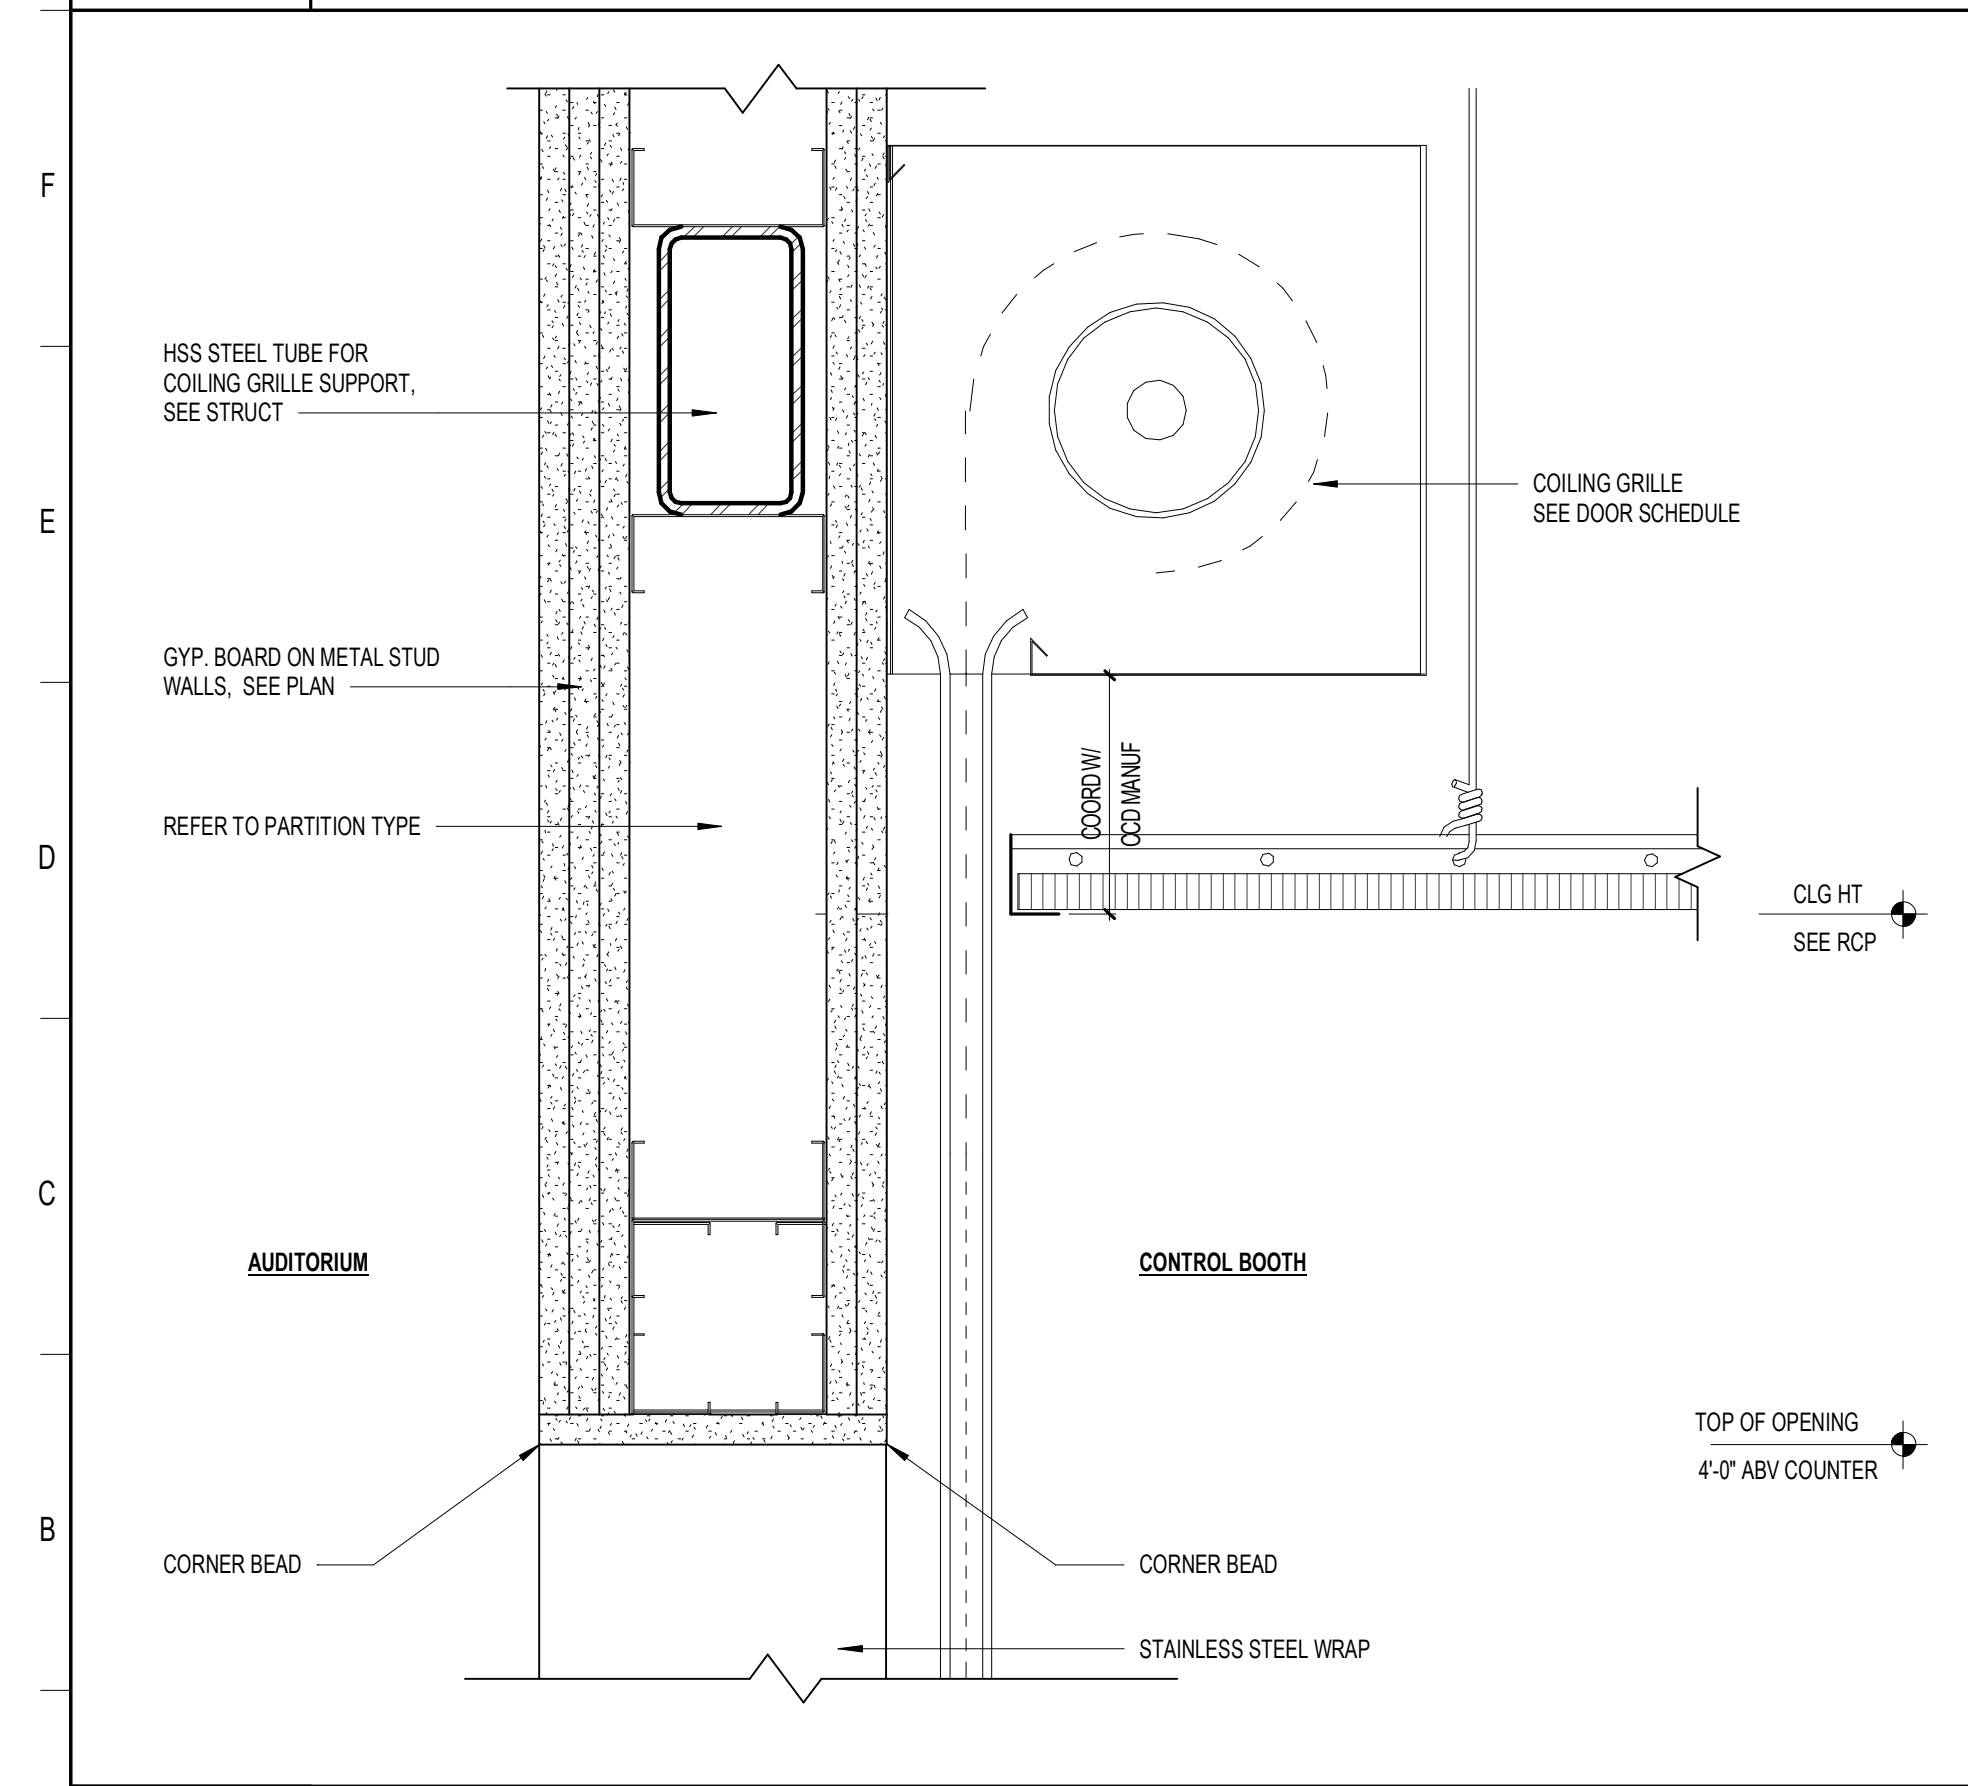 F
HSS STEEL TUBE FOR
COILING GRILLE SUPPORT,
SEE STRUCT
COILING GRILLE
SEE DOOR SCHEDULE
E
GYP. BOARD ON METAL STUD
WALLS, SEE PLAN
COORD W/
OCD MANUF
REFER TO PARTITION TYPE
D
CLG HT
SEE RCP
C
AUDITORIUM
CONTROL BOOTH
TOP OF OPENING
4'-0" ABV COUNTER
B
CORNER BEAD
CORNER BEAD
STAINLESS STEEL WRAP